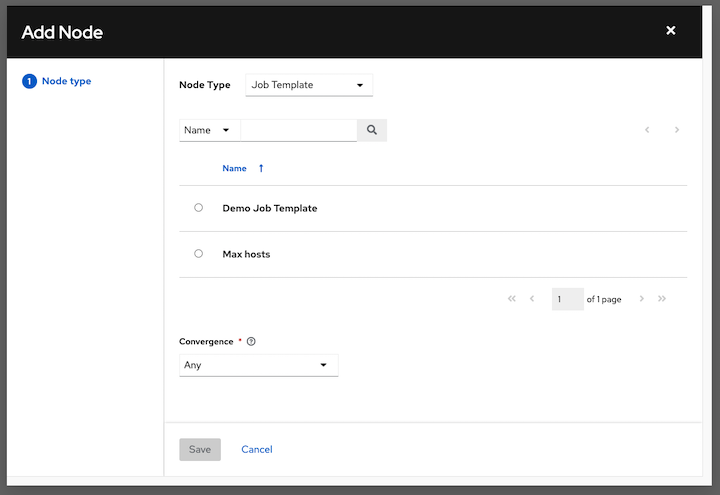 Add Node
1 Node type
Node Type Job Template
Name
Name
Demo Job Template
Max hosts
1 of 1 page
Convergence * ?
Any
Save Cancel